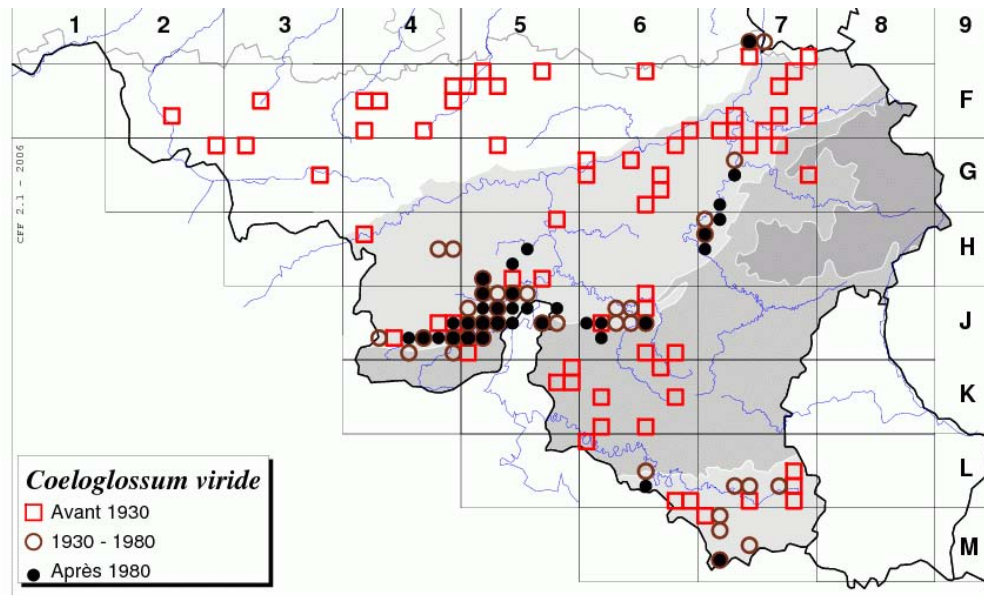 1 2 3 4 5 6 7 8 9
F
G
H
J
K
L
M
CFF 2.1 - 2006
Coeloglossum viride
Avant 1930
1930 - 1980
Après 1980